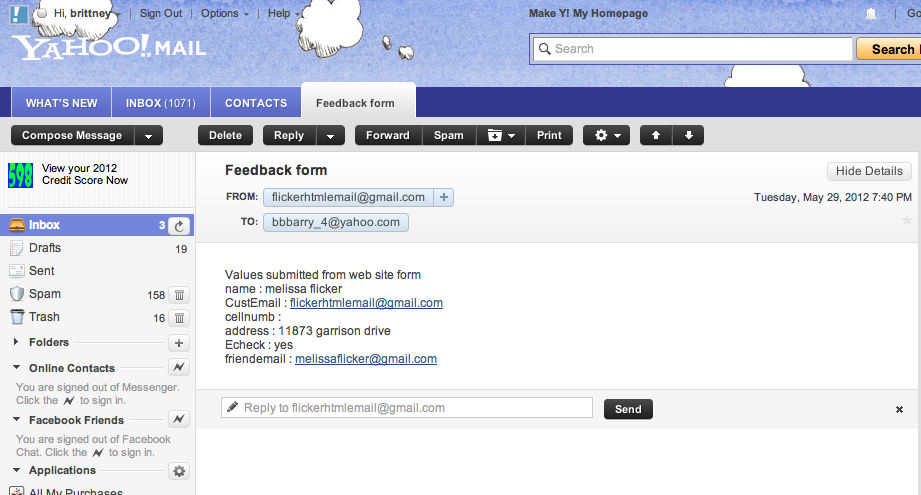 Hi, brittney | Sign Out | Options | Help
Make Y! My Homepage
Go
YAHOO! MAIL
Search
Search
WHAT'S NEW
INBOX (1071)
CONTACTS
Feedback form
Compose Message
Delete
Reply
Forward
Spam
Print
598
View your 2012
Credit Score Now
Feedback form
Hide Details
FROM: flickerhtmlemail@gmail.com +
Tuesday, May 29, 2012 7:40 PM
TO: bbbarry_4@yahoo.com
Inbox 3
Drafts 19
Sent
Spam 158
Trash 16
Folders +
Online Contacts
You are signed out of Messenger.
Click the to sign in.
Facebook Friends
You are signed out of Facebook
Chat. Click the to sign in.
Applications
All My Purchases
Values submitted from web site form
name : melissa flicker
CustEmail : flickerhtmlemail@gmail.com
cellnumb :
address : 11873 garrison drive
Echeck : yes
friendemail : melissaflicker@gmail.com
Reply to flickerhtmlemail@gmail.com
Send